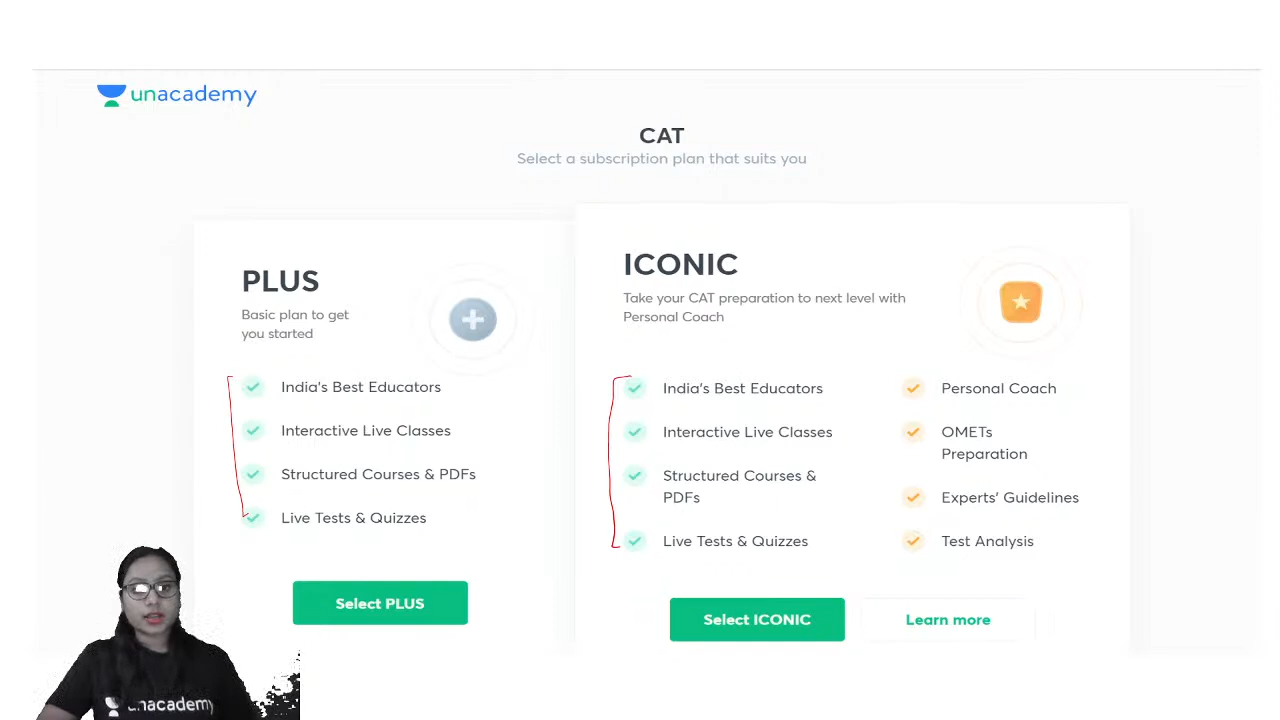 unacademy
CAT
Select a subscription plan that suits you
PLUS
Basic plan to get
you started
India's Best Educators
Interactive Live Classes
Structured Courses & PDFs
Live Tests & Quizzes
Select PLUS
ICONIC
Take your CAT preparation to next level with
Personal Coach
India's Best Educators
Interactive Live Classes
Structured Courses &
PDFs
Live Tests & Quizzes
Personal Coach
OMETs
Preparation
Experts' Guidelines
Test Analysis
Select ICONIC
Learn more
unacademy